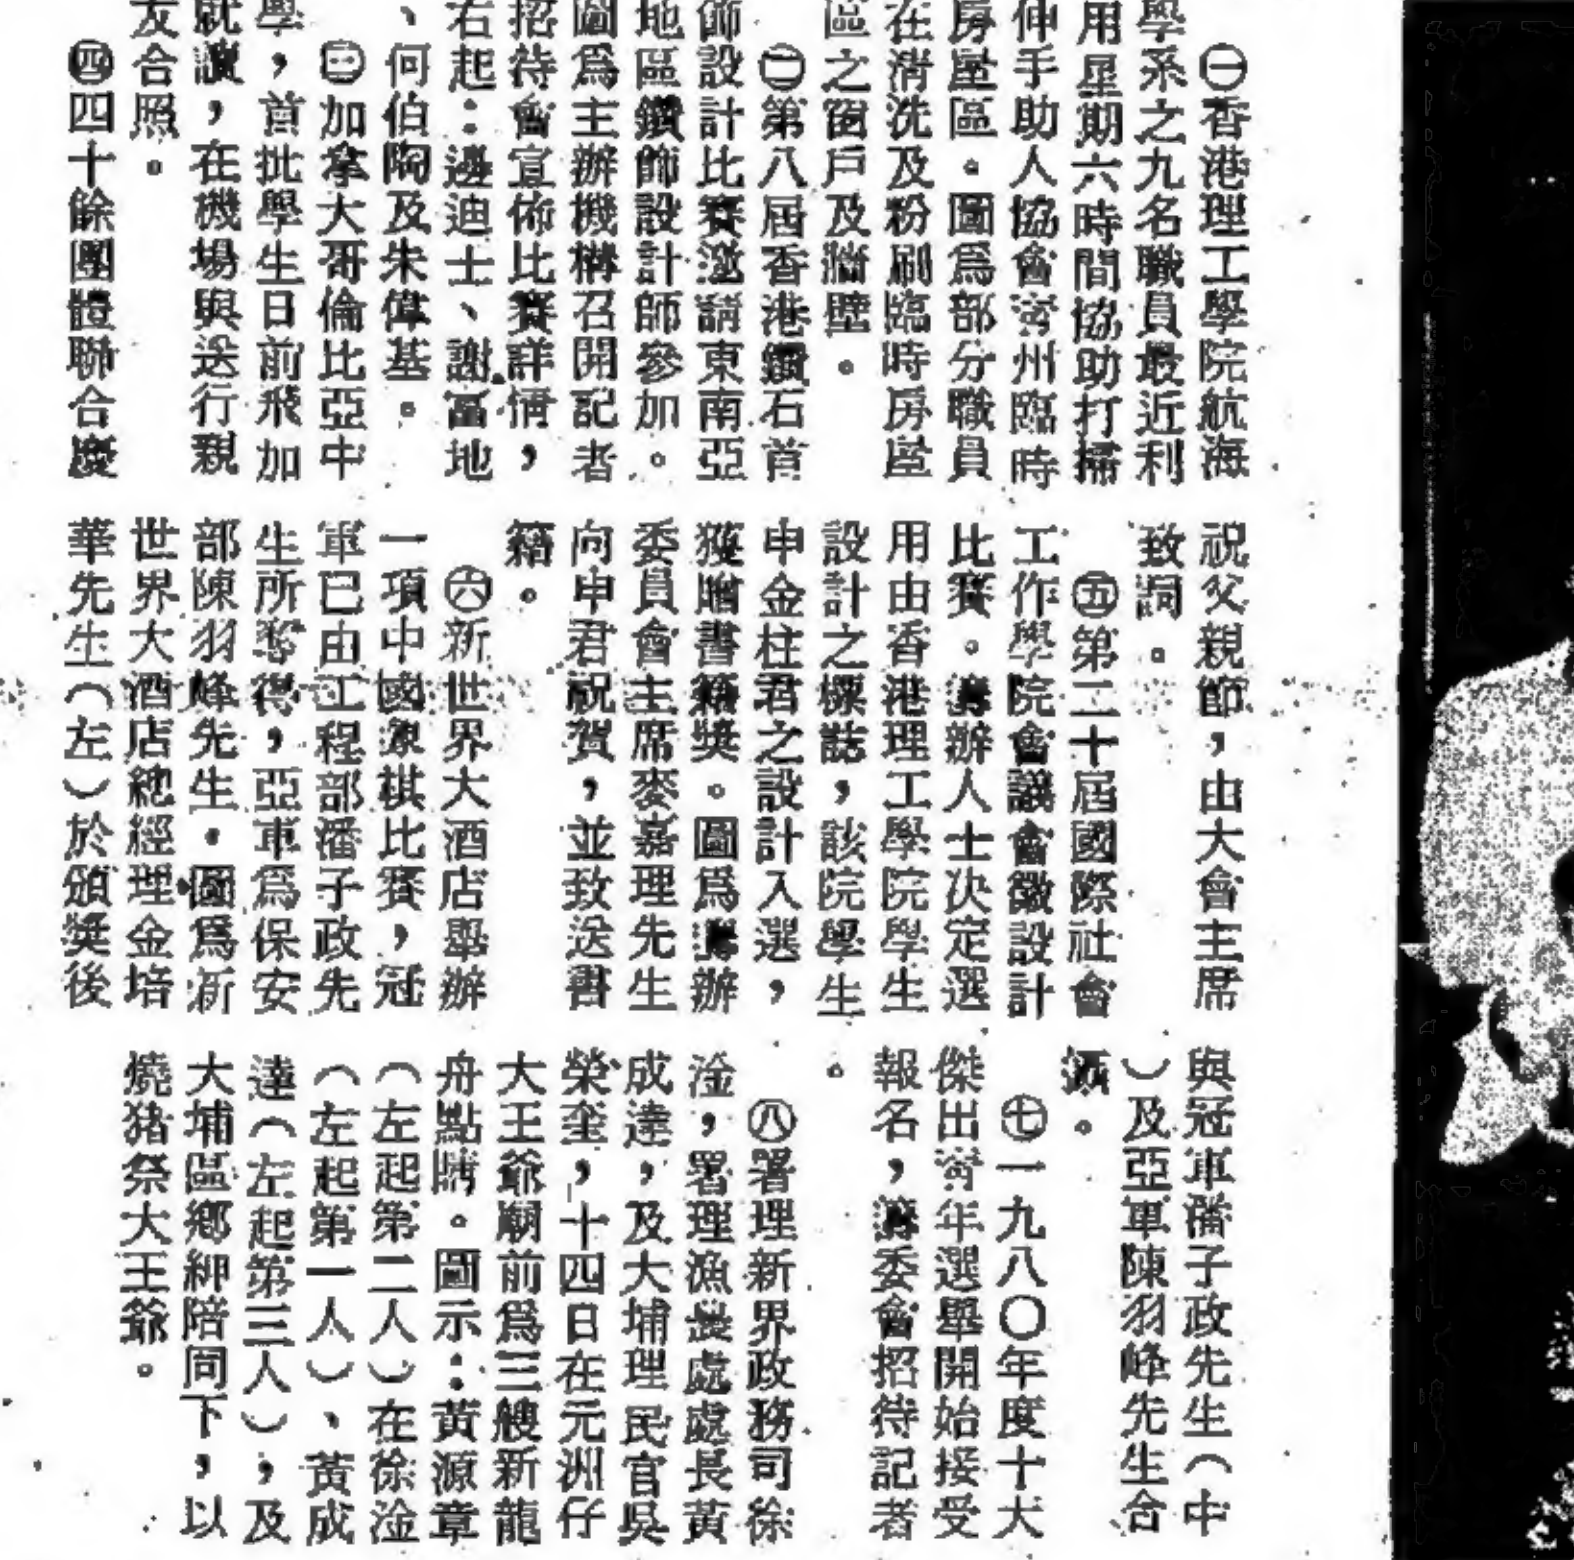 ㊀香港理工學院航海
學系之九名職員最近利
用星期六時間協助打掃
伸手助人協會灣州臨時
房屋區。圖爲部分職員
在清洗及粉刷臨時房屋
區之窗戶及牆壁。
㊁第八屆香港鑽石首
飾設計比賽邀請東南亞
地區鑽飾設計師參加。
圖爲主辦機構召開記者
招待會宣佈比賽詳情，
右起：邊迪士、謝富地
、何伯陶及朱偉基。
㊂加拿大哥倫比亞中
學，首批學生日前飛加
就讀，在機場與送行親
友合照。
㊃四十餘團體聯合慶
祝父親節，由大會主席
致詞。
㊄第二十屆國際社會
工作學院會議會徽設計
比賽。籌辦人士決定選
用由香港理工學院學生
設計之標誌，該院學生
申金柱君之設計入選，
獲贈書籍獎。圖爲籌辦
委員會主席麥嘉理先生
向申君祝賀，並致送書
籍。
㊅新世界大酒店舉辦
一項中國象棋比賽，冠
軍已由工程部潘子政先
生所奪得，亞軍爲保安
部陳羽峰先生。圖爲新
世界大酒店總經理金培
華先生（左）於頒獎後
與冠軍潘子政先生（中
）及亞軍陳羽峰先生合
㊆一九八〇年度十大
傑出青年選舉開始接受
報名，籌委會招待記者
。
㊇署理新界政務司徐
淦，署理漁農處處長黃
成達，及大埔理民官吳
榮奎，十四日在元洲仔
大王爺廟前爲三艘新龍
舟點睛。圖示：黃源章
（左起第二人）在徐淦
（左起第一人）、黃成
達（左起第三人），及
大埔區鄉紳陪同下，以
燒猪祭大王爺。